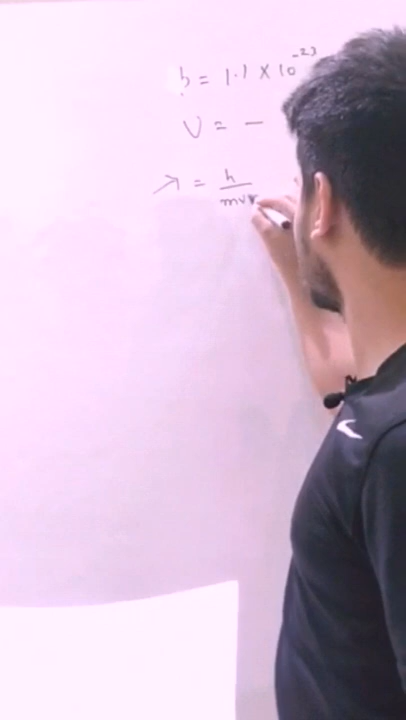 = 1.1 × 10⁻²³
V = —
λ = h/mv